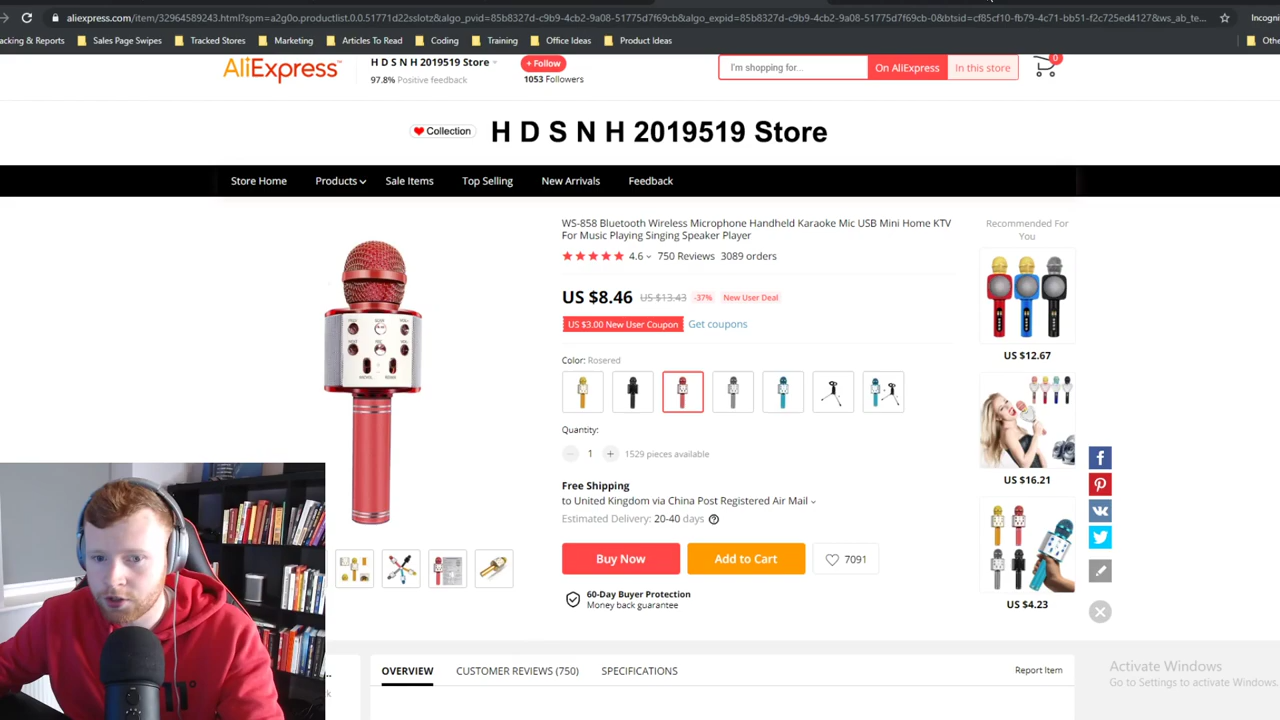 aliexpress.com/item/32964589243.html?spm=a2g0o.productlist.0.0.51771d22sslotz&algo_pvid=85b8327d-c9b9-4cb2-9a08-51775d7f69cb&algo_expid=85b8327d-c9b9-4cb2-9a08-51775d7f69cb-0&btsid=cf85cf10-fb79-4c71-bb51-f2c725ed4127&ws_ab_te...
Incog
acking & Reports Sales Page Swipes Tracked Stores Marketing Articles To Read Coding Training Office Ideas Product Ideas Othe
AliExpress™
H D S N H 2019519 Store
97.8% Positive feedback
+ Follow
1053 Followers
I'm shopping for...
On AliExpress
In this store
0
Collection
H D S N H 2019519 Store
Store Home Products Sale Items Top Selling New Arrivals Feedback
WS-858 Bluetooth Wireless Microphone Handheld Karaoke Mic USB Mini Home KTV
For Music Playing Singing Speaker Player
4.6 750 Reviews 3089 orders
US $8.46 US $13.43 -37% New User Deal
US $3.00 New User Coupon Get coupons
Color: Rosered
Quantity:
1 1529 pieces available
Free Shipping
to United Kingdom via China Post Registered Air Mail
Estimated Delivery: 20-40 days
Buy Now
Add to Cart
7091
60-Day Buyer Protection
Money back guarantee
Recommended For
You
US $12.67
US $16.21
US $4.23
OVERVIEW CUSTOMER REVIEWS (750) SPECIFICATIONS
Report Item
Activate Windows
Go to Settings to activate Windows.